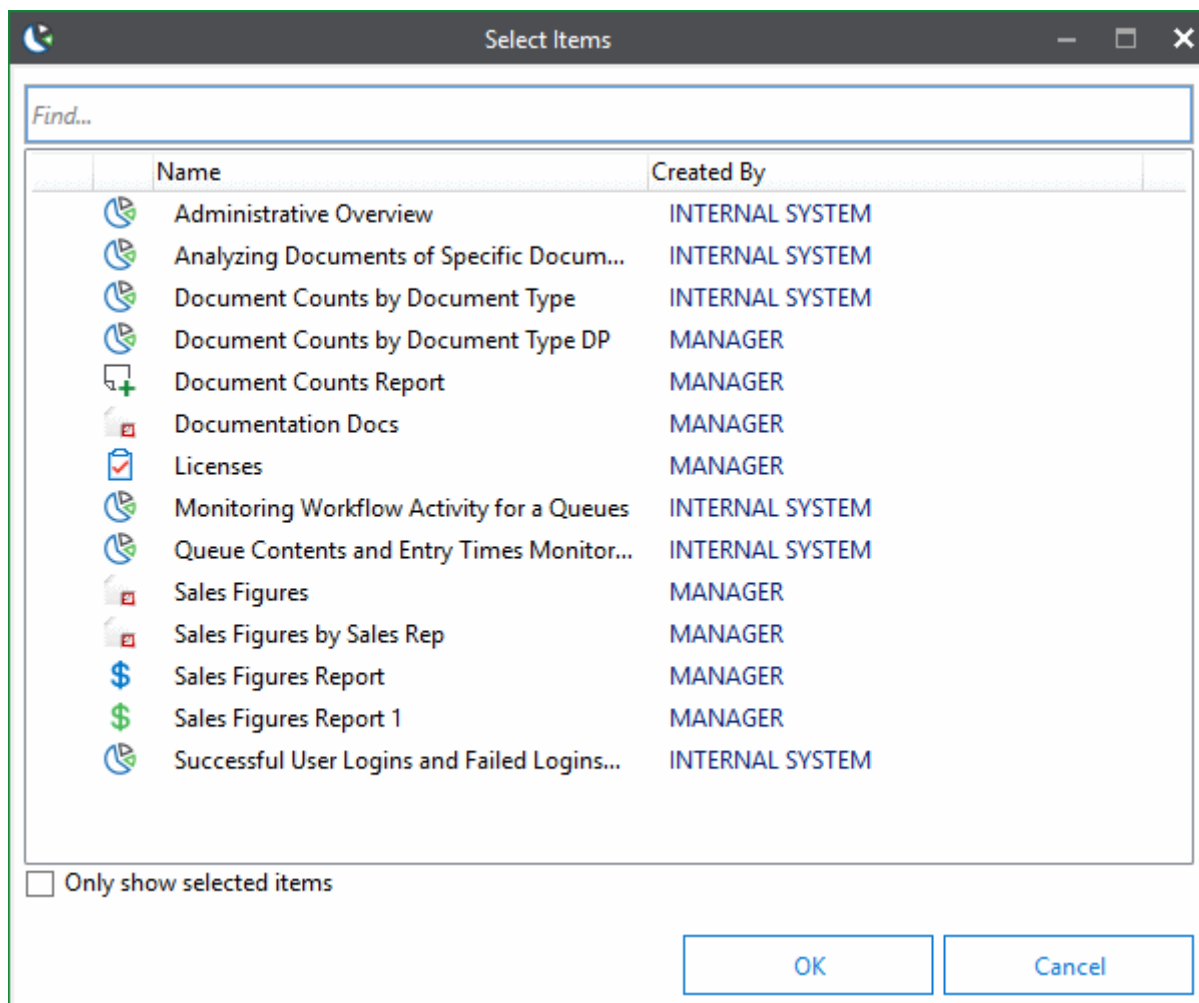 Select Items
Find...
Name Created By
Administrative Overview INTERNAL SYSTEM
Analyzing Documents of Specific Docum... INTERNAL SYSTEM
Document Counts by Document Type INTERNAL SYSTEM
Document Counts by Document Type DP MANAGER
Document Counts Report MANAGER
Documentation Docs MANAGER
Licenses MANAGER
Monitoring Workflow Activity for a Queues INTERNAL SYSTEM
Queue Contents and Entry Times Monitor... INTERNAL SYSTEM
Sales Figures MANAGER
Sales Figures by Sales Rep MANAGER
$ Sales Figures Report MANAGER
$ Sales Figures Report 1 MANAGER
Successful User Logins and Failed Logins... INTERNAL SYSTEM
Only show selected items
OK Cancel